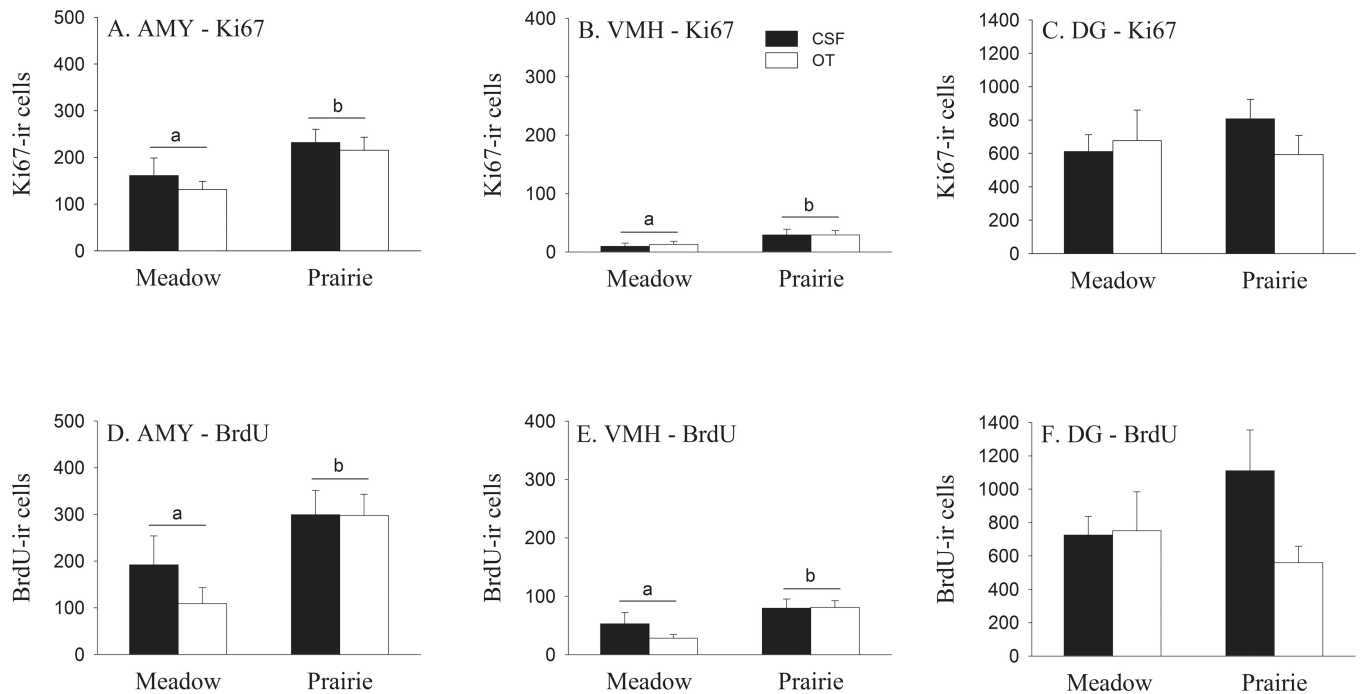 A. AMY - Ki67
Ki67-ir cells
500
400
300
200
100
0
a
b
Meadow
Prairie
B. VMH - Ki67
Ki67-ir cells
400
300
200
100
0
CSF
OT
a
b
Meadow
Prairie
C. DG - Ki67
Ki67-ir cells
1400
1200
1000
800
600
400
200
0
Meadow
Prairie
D. AMY - BrdU
BrdU-ir cells
500
400
300
200
100
0
a
b
Meadow
Prairie
E. VMH - BrdU
BrdU-ir cells
400
300
200
100
0
a
b
Meadow
Prairie
F. DG - BrdU
BrdU-ir cells
1400
1200
1000
800
600
400
200
0
Meadow
Prairie